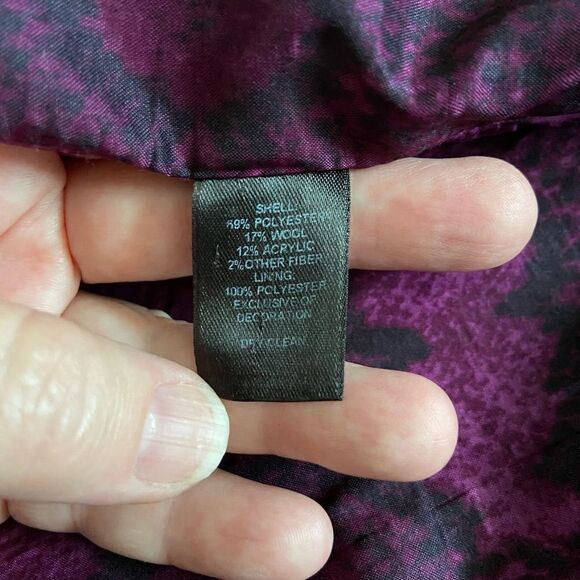 SHELL
69% POLYESTER
17% WOOL
12% ACRYLIC
2%OTHER FIBER
LINING.
100% POLYESTER
EXCLUSIVE OF
DECORATION
DRY CLEAN